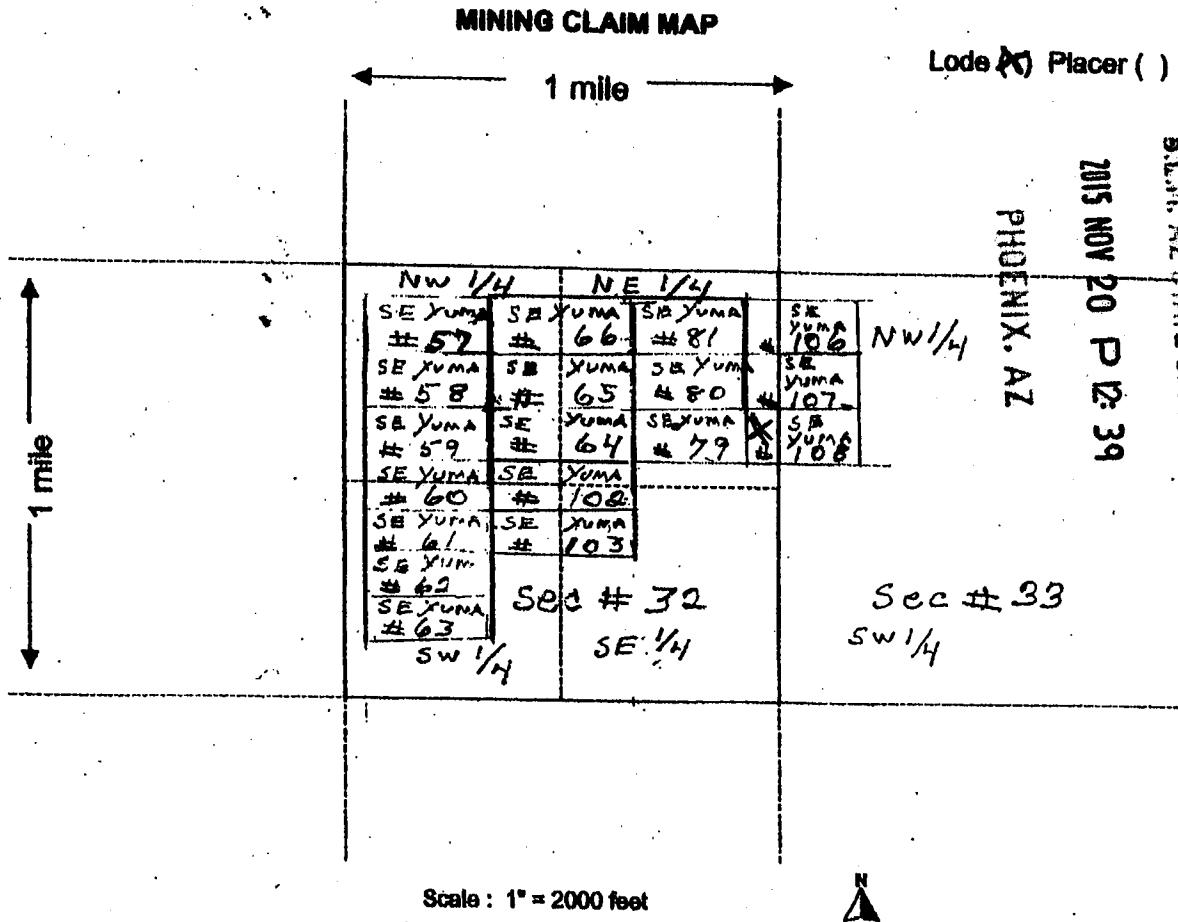 MINING CLAIM MAP
Lode (X) Placer ( )
1 mile
2015 NOV 20 P 12: 39
PHOENIX, AZ
1 mile
NW 1/4
NE 1/4
NW 1/4
SE YUMA # 57
SE YUMA # 66
SE YUMA # 81
SE YUMA # 106
SE YUMA # 58
SE YUMA # 65
SE YUMA # 80
SE YUMA # 107
SE YUMA # 59
SE YUMA # 64
SE YUMA # 79
X
SE YUMA # 108
SE YUMA # 60
SE YUMA # 102
SE YUMA # 61
SE YUMA # 103
SE YUM # 62
SE YUMA # 63
Sec # 32
Sec # 33
SW 1/4
SE 1/4
SW 1/4
Scale : 1" = 2000 feet
N